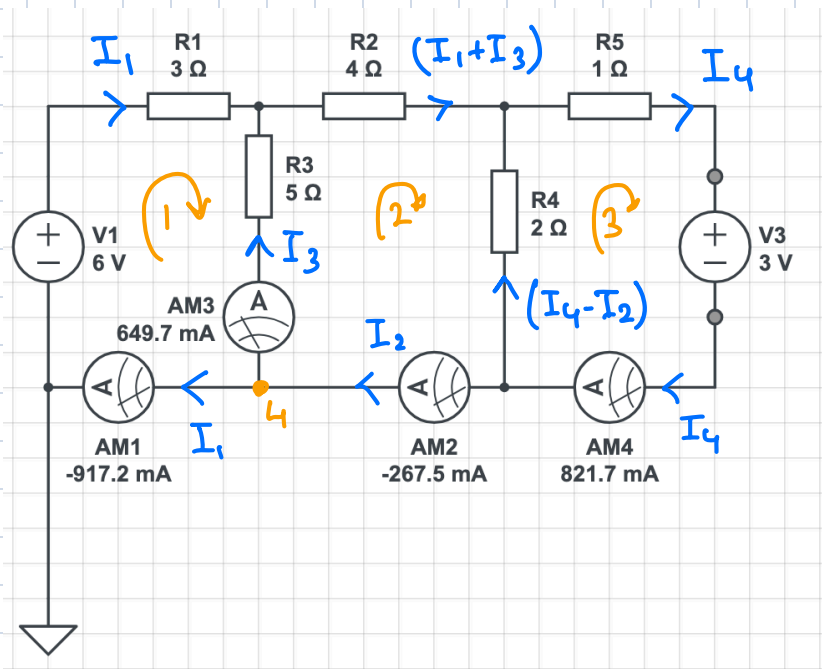 I₁
R1
3 Ω
R2
4 Ω
(I₁+I₃)
R5
1 Ω
I₄
R3
5 Ω
R4
2 Ω
1
2
3
+
−
V1
6 V
+
−
V3
3 V
I₃
A
AM3
649.7 mA
(I₄-I₂)
I₂
A
A
A
4
I₁
I₄
AM1
-917.2 mA
AM2
-267.5 mA
AM4
821.7 mA